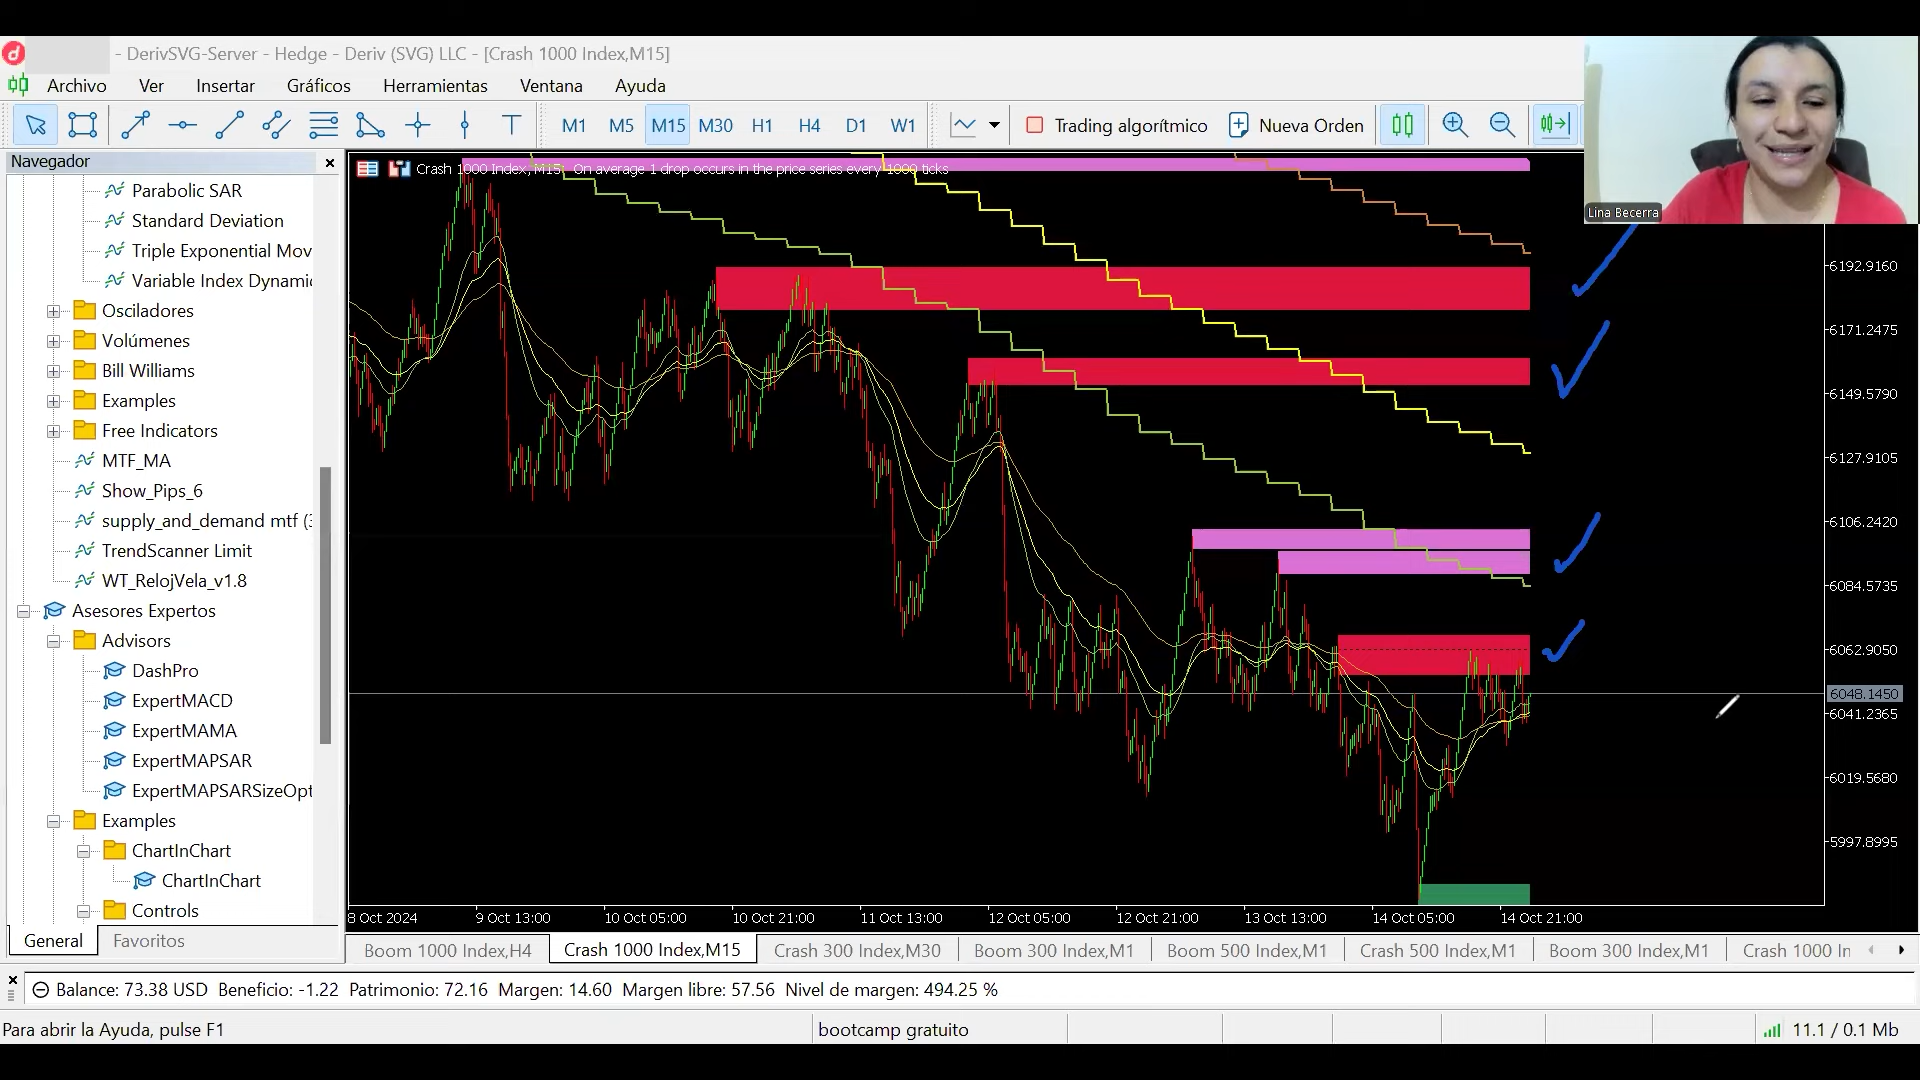 - DerivSVG-Server - Hedge - Deriv (SVG) LLC - [Crash 1000 Index,M15]
Archivo Ver Insertar Gráficos Herramientas Ventana Ayuda
T M1 M5 M15 M30 H1 H4 D1 W1 Trading algorítmico Nueva Orden
Lina Becerra
Navegador
Parabolic SAR
Standard Deviation
Triple Exponential Mov
Variable Index Dynamic
Osciladores
Volúmenes
Bill Williams
Examples
Free Indicators
MTF_MA
Show_Pips_6
supply_and_demand mtf (3
TrendScanner Limit
WT_RelojVela_v1.8
Asesores Expertos
Advisors
DashPro
ExpertMACD
ExpertMAMA
ExpertMAPSAR
ExpertMAPSARSizeOpt
Examples
ChartInChart
ChartInChart
Controls
General Favoritos
Crash 1000 Index, M15: On average 1 drop occurs in the price series every 1000 ticks
6192.9160
6171.2475
6149.5790
6127.9105
6106.2420
6084.5735
6062.9050
6048.1450
6041.2365
6019.5680
5997.8995
8 Oct 2024 9 Oct 13:00 10 Oct 05:00 10 Oct 21:00 11 Oct 13:00 12 Oct 05:00 12 Oct 21:00 13 Oct 13:00 14 Oct 05:00 14 Oct 21:00
Boom 1000 Index,H4 Crash 1000 Index,M15 Crash 300 Index,M30 Boom 300 Index,M1 Boom 500 Index,M1 Crash 500 Index,M1 Boom 300 Index,M1 Crash 1000 In
Balance: 73.38 USD Beneficio: -1.22 Patrimonio: 72.16 Margen: 14.60 Margen libre: 57.56 Nivel de margen: 494.25 %
Para abrir la Ayuda, pulse F1 bootcamp gratuito 11.1 / 0.1 Mb